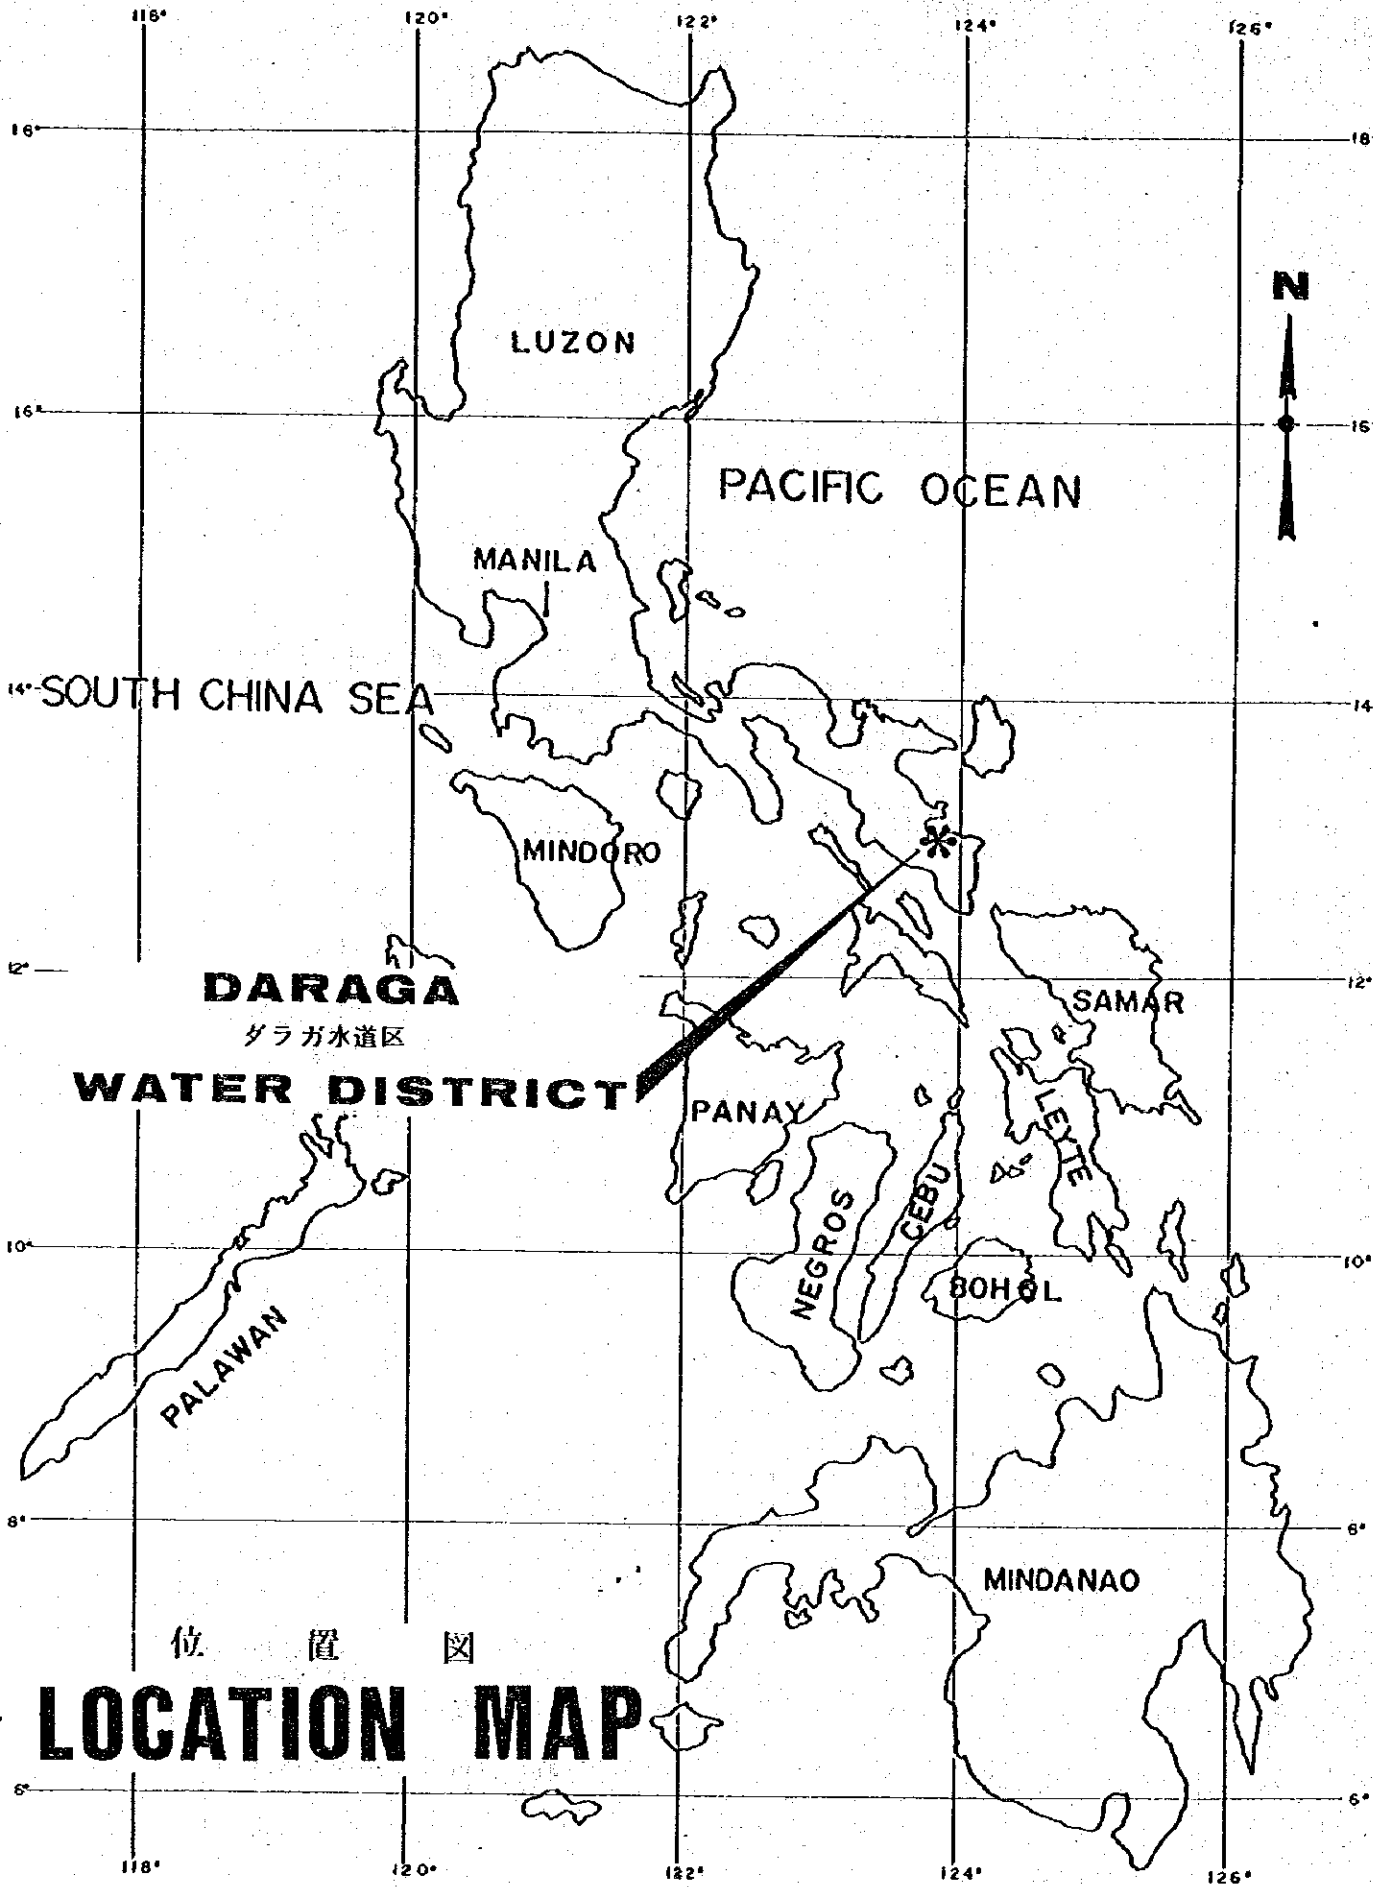 118° 120° 122° 124° 126°
18° 18°
N
LUZON
16° 16°
PACIFIC OCEAN
MANILA
14° SOUTH CHINA SEA 14°
MINDORO
12° 12°
DARAGA
SAMAR
ダラガ水道区
WATER DISTRICT
PANAY
LEYTE
CEBU
NEGROS
10° 10°
BOHOL
PALAWAN
8° 8°
MINDANAO
位置図
LOCATION MAP
6° 6°
118° 120° 122° 124° 126°